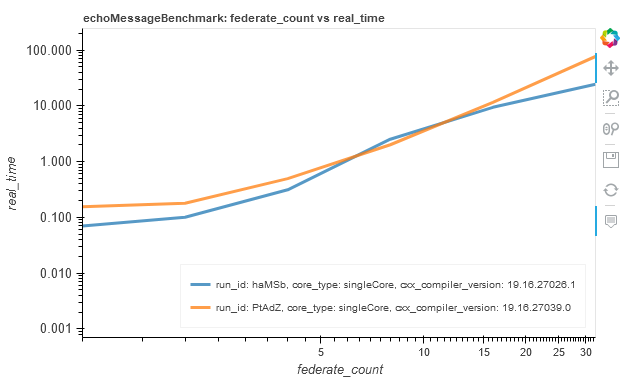 echoMessageBenchmark: federate_count vs real_time
100.000
10.000
1.000
0.100
0.010
0.001
real_time
run_id: haMSb, core_type: singleCore, cxx_compiler_version: 19.16.27026.1
run_id: PtAdZ, core_type: singleCore, cxx_compiler_version: 19.16.27039.0
5 10 15 20 25 30
federate_count